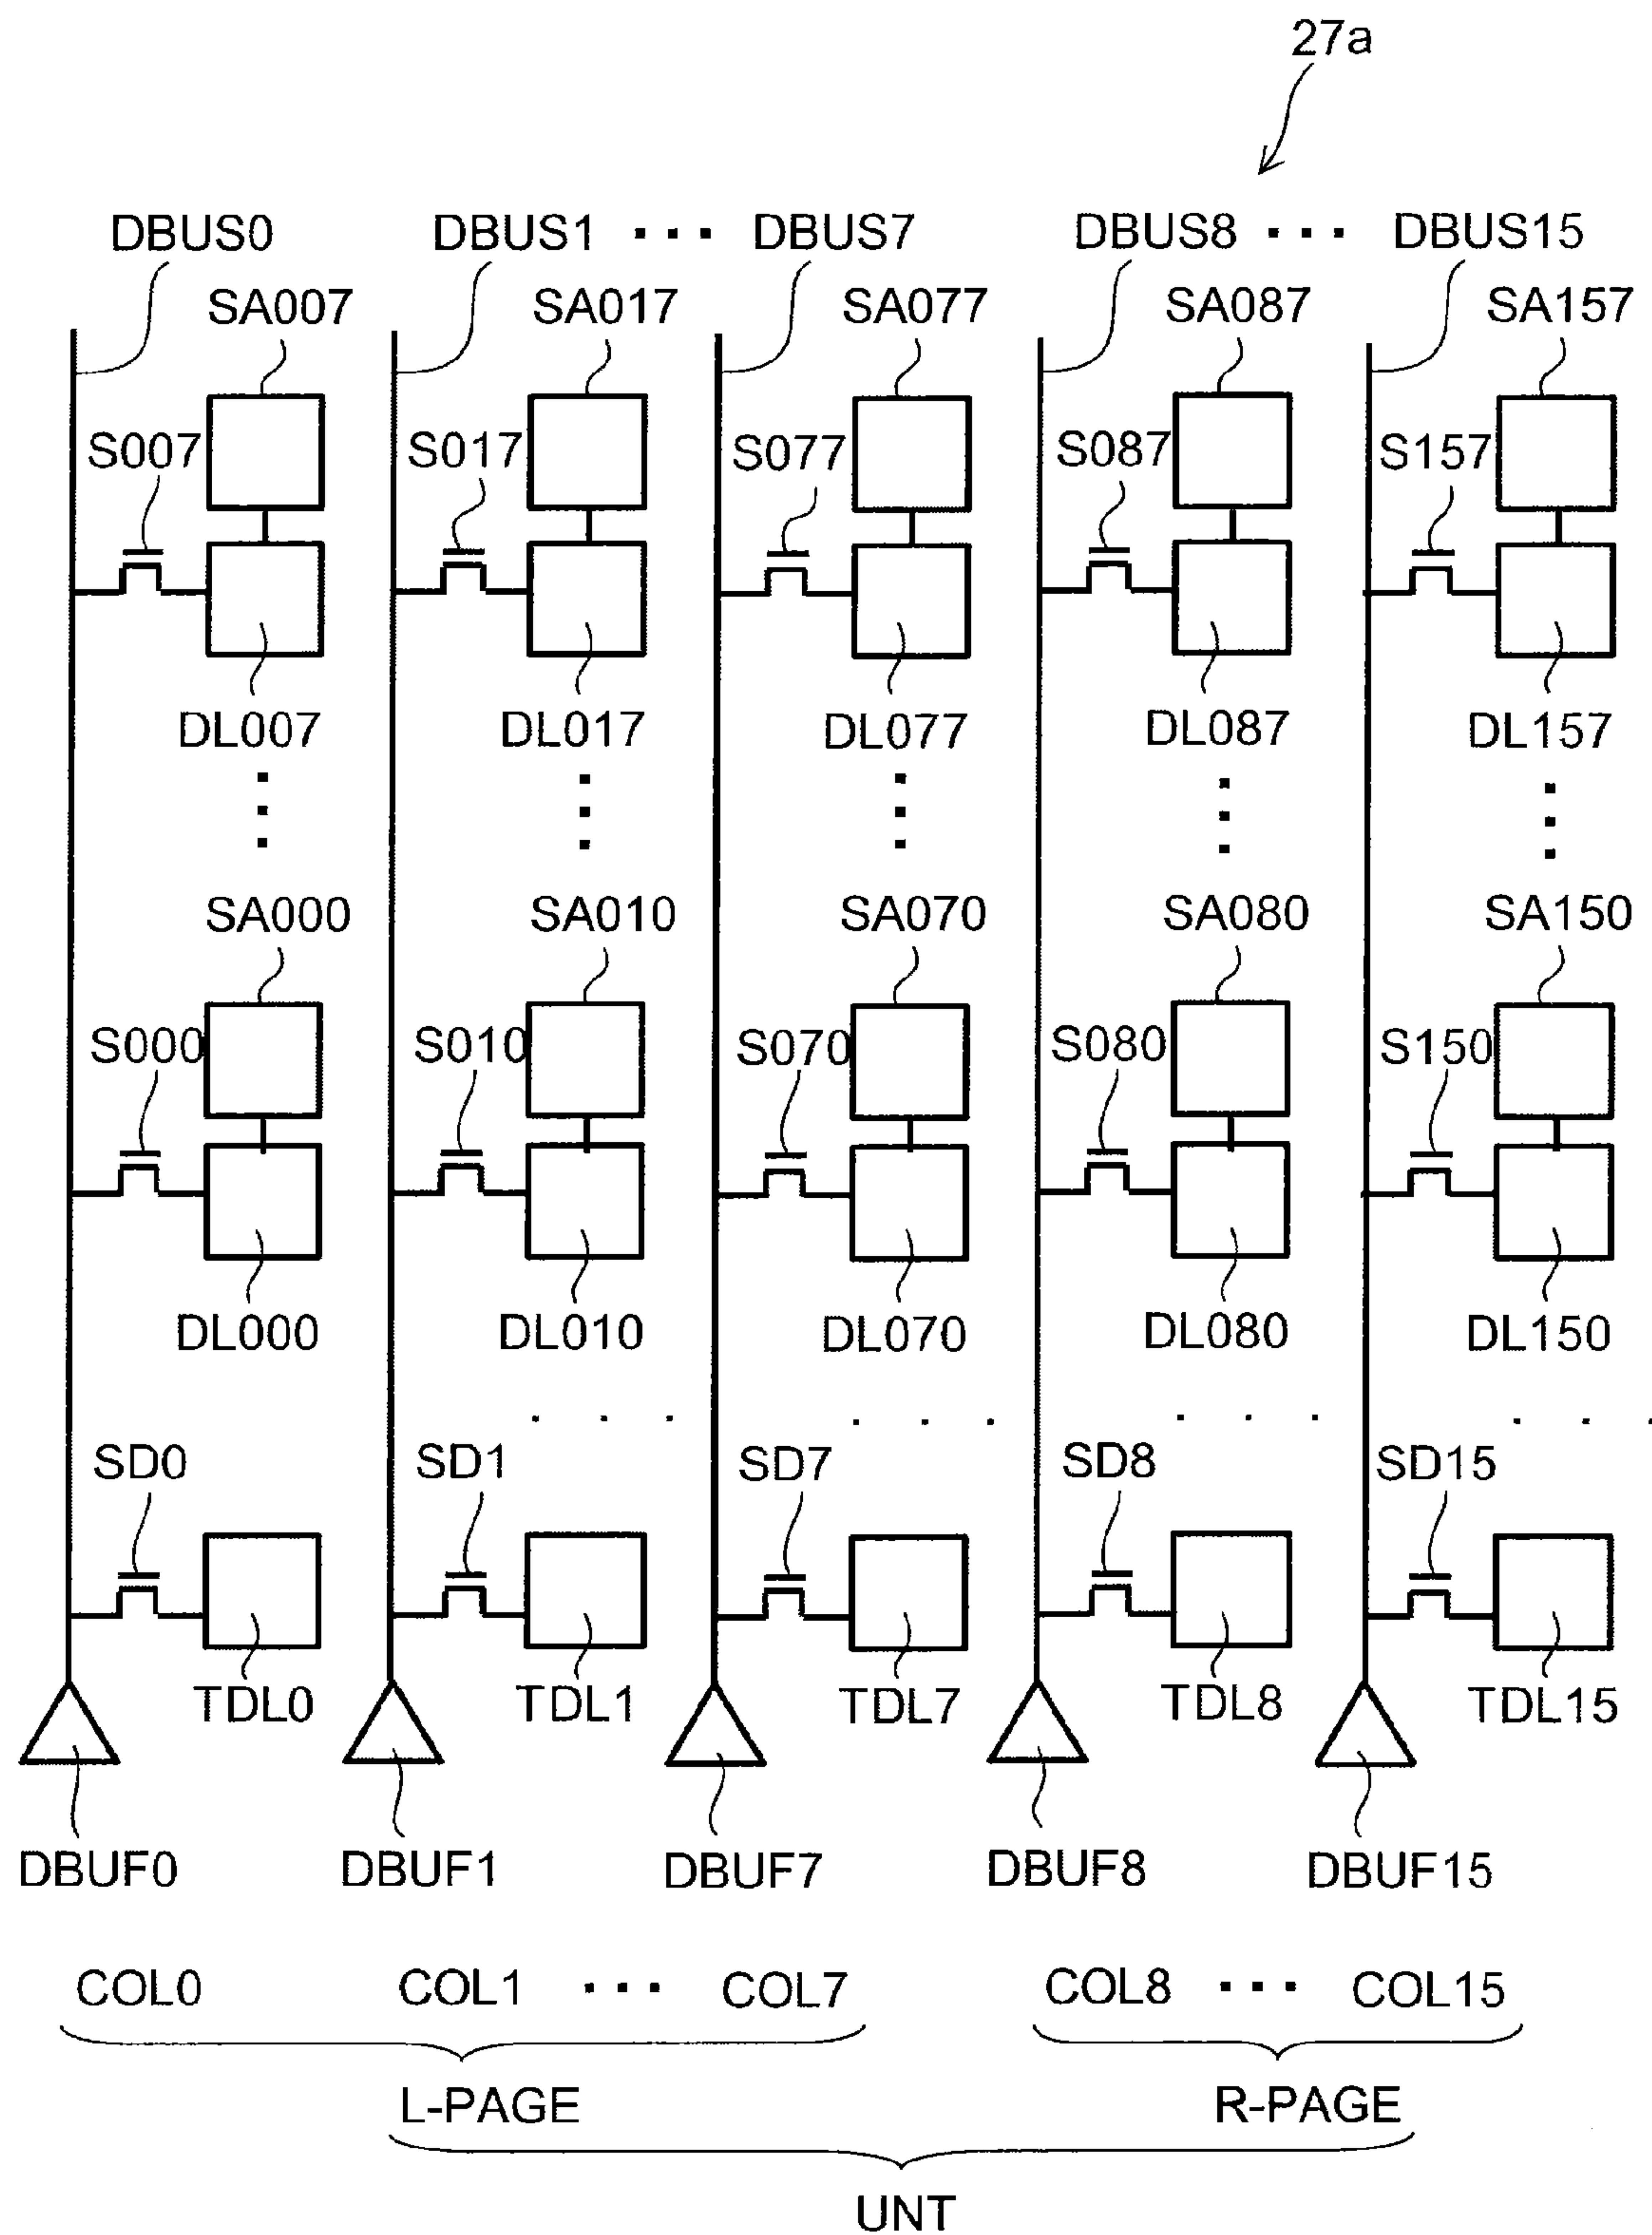 27a
DBUS0 DBUS1 ··· DBUS7 DBUS8 ··· DBUS15
SA007 SA017 SA077 SA087 SA157
S007 S017 S077 S087 S157
DL007 DL017 DL077 DL087 DL157
SA000 SA010 SA070 SA080 SA150
S000 S010 S070 S080 S150
DL000 DL010 DL070 DL080 DL150
SD0 SD1 SD7 SD8 SD15
TDL0 TDL1 TDL7 TDL8 TDL15
DBUF0 DBUF1 DBUF7 DBUF8 DBUF15
COL0 COL1 ··· COL7 COL8 ··· COL15
L-PAGE R-PAGE
UNT